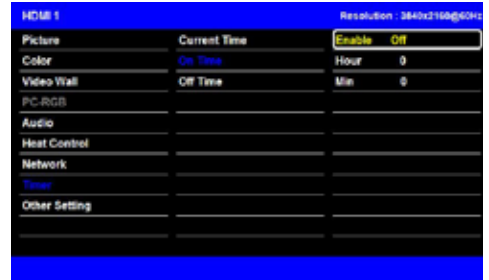 HDMI 1 Resolution : 3840x2160@60Hz
Picture Current Time Enable Off
Color On Time Hour 0
Video Wall Off Time Min 0
PC-RGB
Audio
Heat Control
Network
Timer
Other Setting